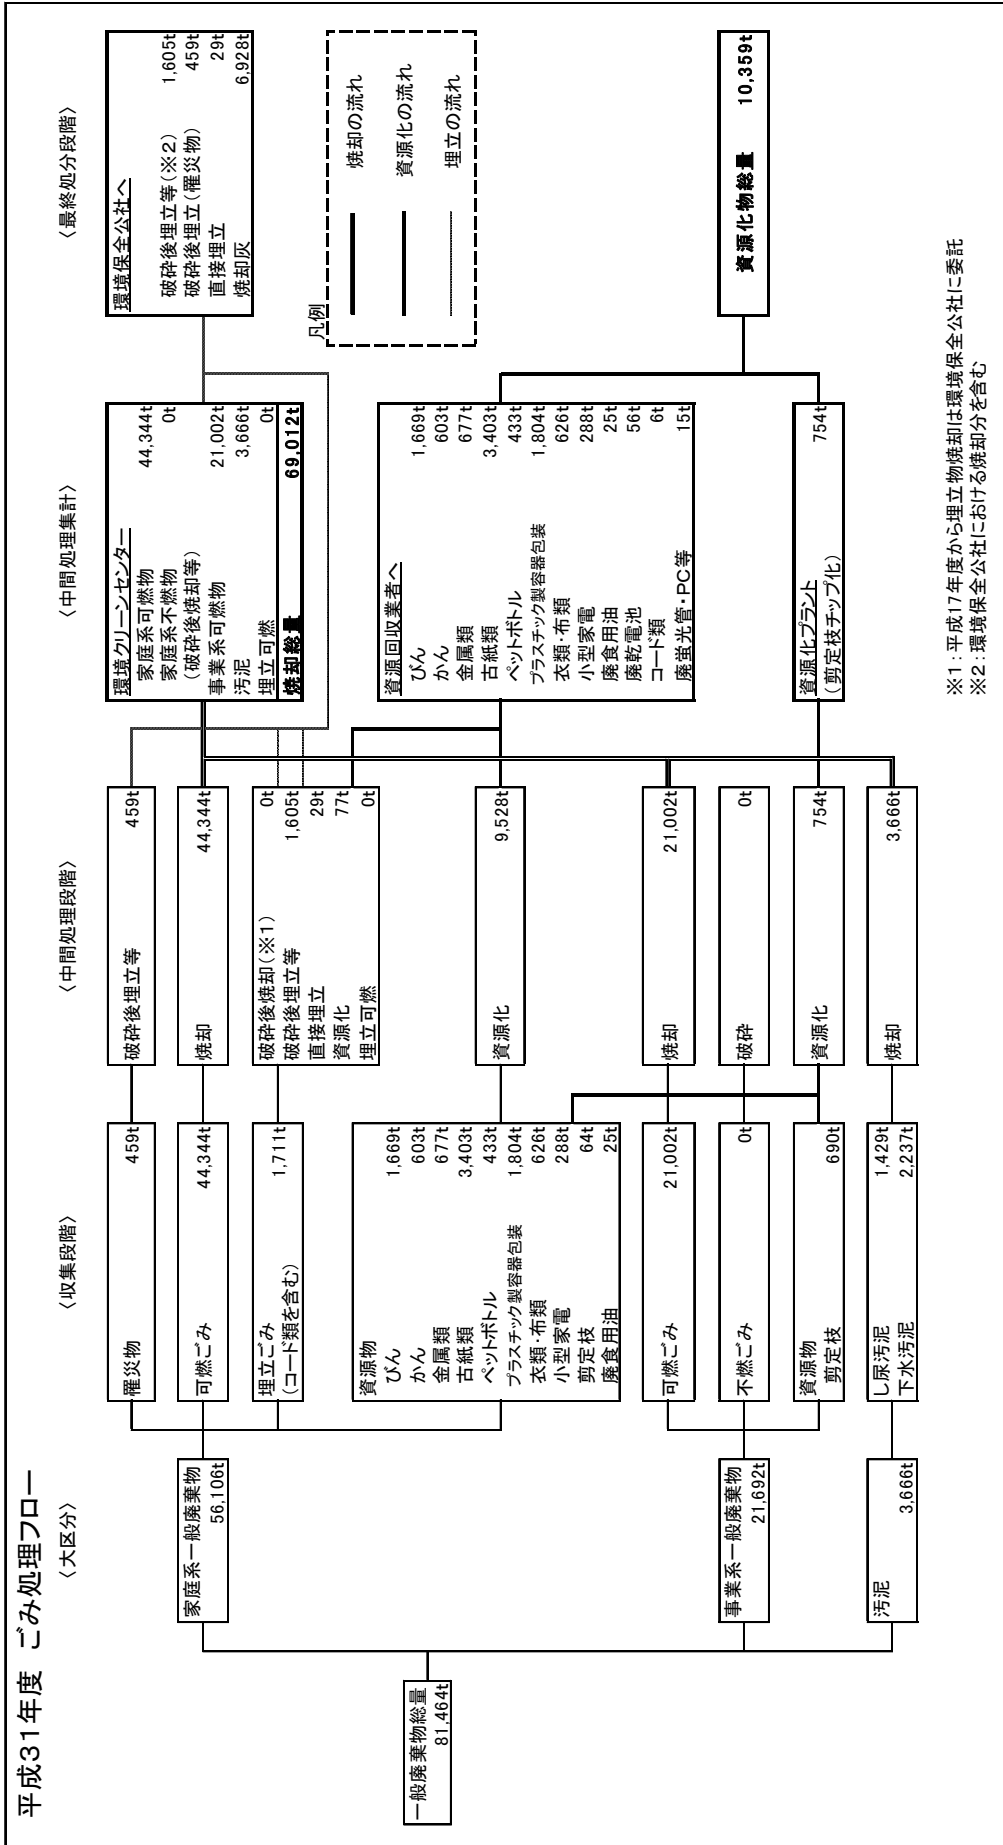 平成31年度 ごみ処理フロー
〈大区分〉
〈収集段階〉
〈中間処理段階〉
〈中間処理集計〉
〈最終処分段階〉
一般廃棄物総量
81,464t
家庭系一般廃棄物
56,106t
事業系一般廃棄物
21,692t
汚泥
3,666t
罹災物
459t
可燃ごみ
44,344t
埋立ごみ 1,711t
(コード類を含む)
資源物
びん 1,669t
かん 603t
金属類 677t
古紙類 3,403t
ペットボトル 433t
プラスチック製容器包装 1,804t
衣類・布類 626t
小型家電 288t
剪定枝 64t
廃食用油 25t
可燃ごみ
21,002t
不燃ごみ
0t
資源物
剪定枝 690t
し尿汚泥 1,429t
下水汚泥 2,237t
破砕後埋立等
459t
焼却
44,344t
破砕後焼却(※1) 0t
破砕後埋立等 1,605t
直接埋立 29t
資源化 77t
埋立可燃 0t
資源化
9,528t
焼却
21,002t
破砕
0t
資源化
754t
焼却
3,666t
環境クリーンセンター
家庭系可燃物 44,344t
家庭系不燃物 0t
(破砕後焼却等)
事業系可燃物 21,002t
汚泥 3,666t
埋立可燃 0t
焼却総量 69,012t
資源回収業者へ
びん 1,669t
かん 603t
金属類 677t
古紙類 3,403t
ペットボトル 433t
プラスチック製容器包装 1,804t
衣類・布類 626t
小型家電 288t
廃食用油 25t
廃乾電池 56t
コード類 6t
廃蛍光管・PC等 15t
資源化プラント
(剪定枝チップ化) 754t
環境保全公社へ
破砕後埋立等(※2) 1,605t
破砕後埋立(罹災物) 459t
直接埋立 29t
焼却灰 6,928t
凡例
焼却の流れ
資源化の流れ
埋立の流れ
資源化物総量 10,359t
※1:平成17年度から埋立物焼却は環境保全公社に委託
※2:環境保全公社における焼却分を含む